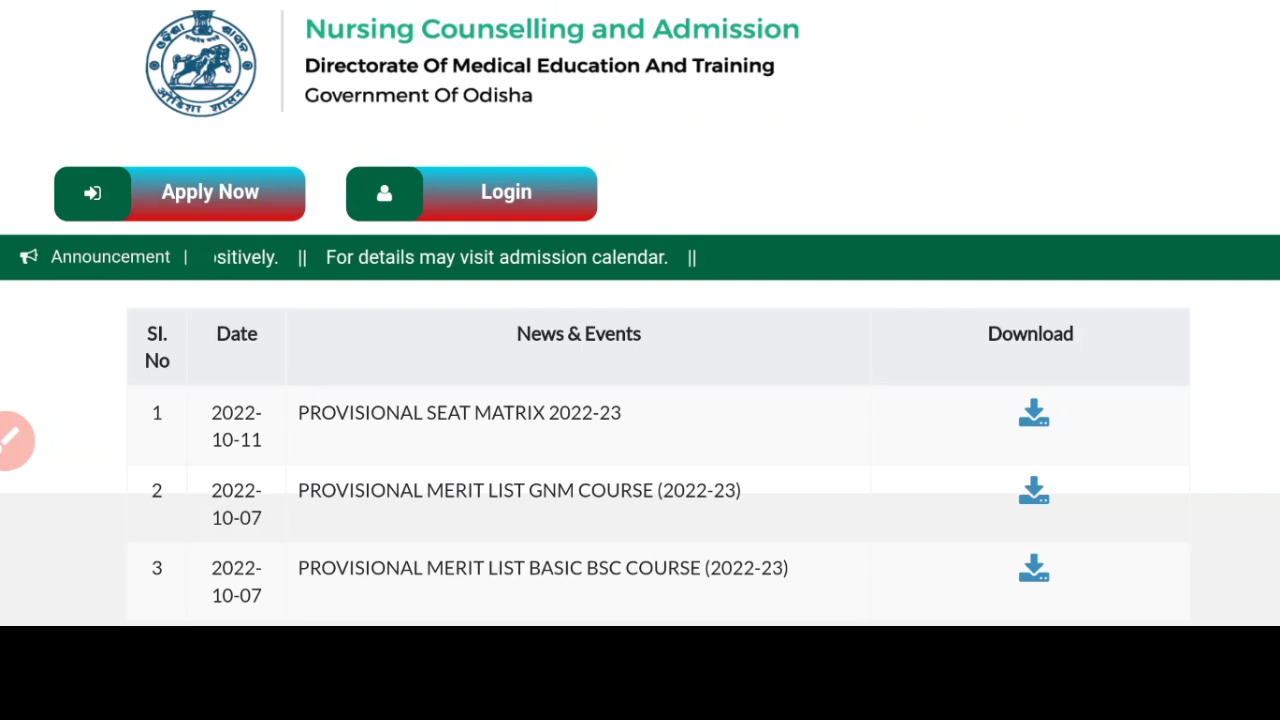 Nursing Counselling and Admission
Directorate Of Medical Education And Training
Government Of Odisha
Apply Now
Login
Announcement | sitively. || For details may visit admission calendar. ||
Sl. No Date News & Events Download
1 2022-10-11 PROVISIONAL SEAT MATRIX 2022-23
2 2022-10-07 PROVISIONAL MERIT LIST GNM COURSE (2022-23)
3 2022-10-07 PROVISIONAL MERIT LIST BASIC BSC COURSE (2022-23)